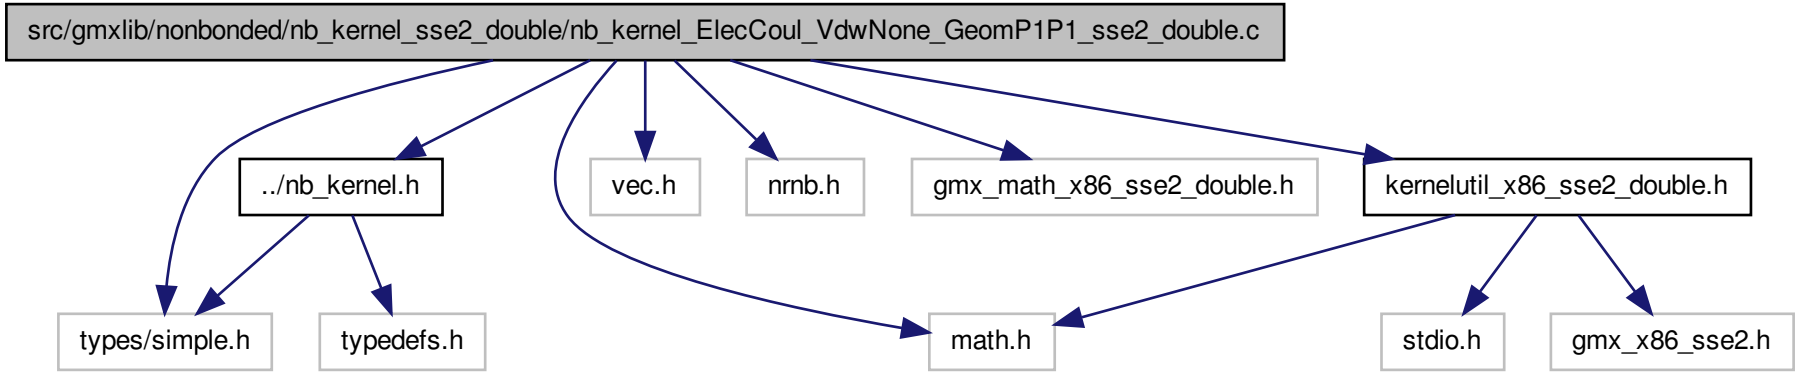 src/gmxlib/nonbonded/nb_kernel_sse2_double/nb_kernel_ElecCoul_VdwNone_GeomP1P1_sse2_double.c
../nb_kernel.h
vec.h
nrnb.h
gmx_math_x86_sse2_double.h
kernelutil_x86_sse2_double.h
types/simple.h
typedefs.h
math.h
stdio.h
gmx_x86_sse2.h